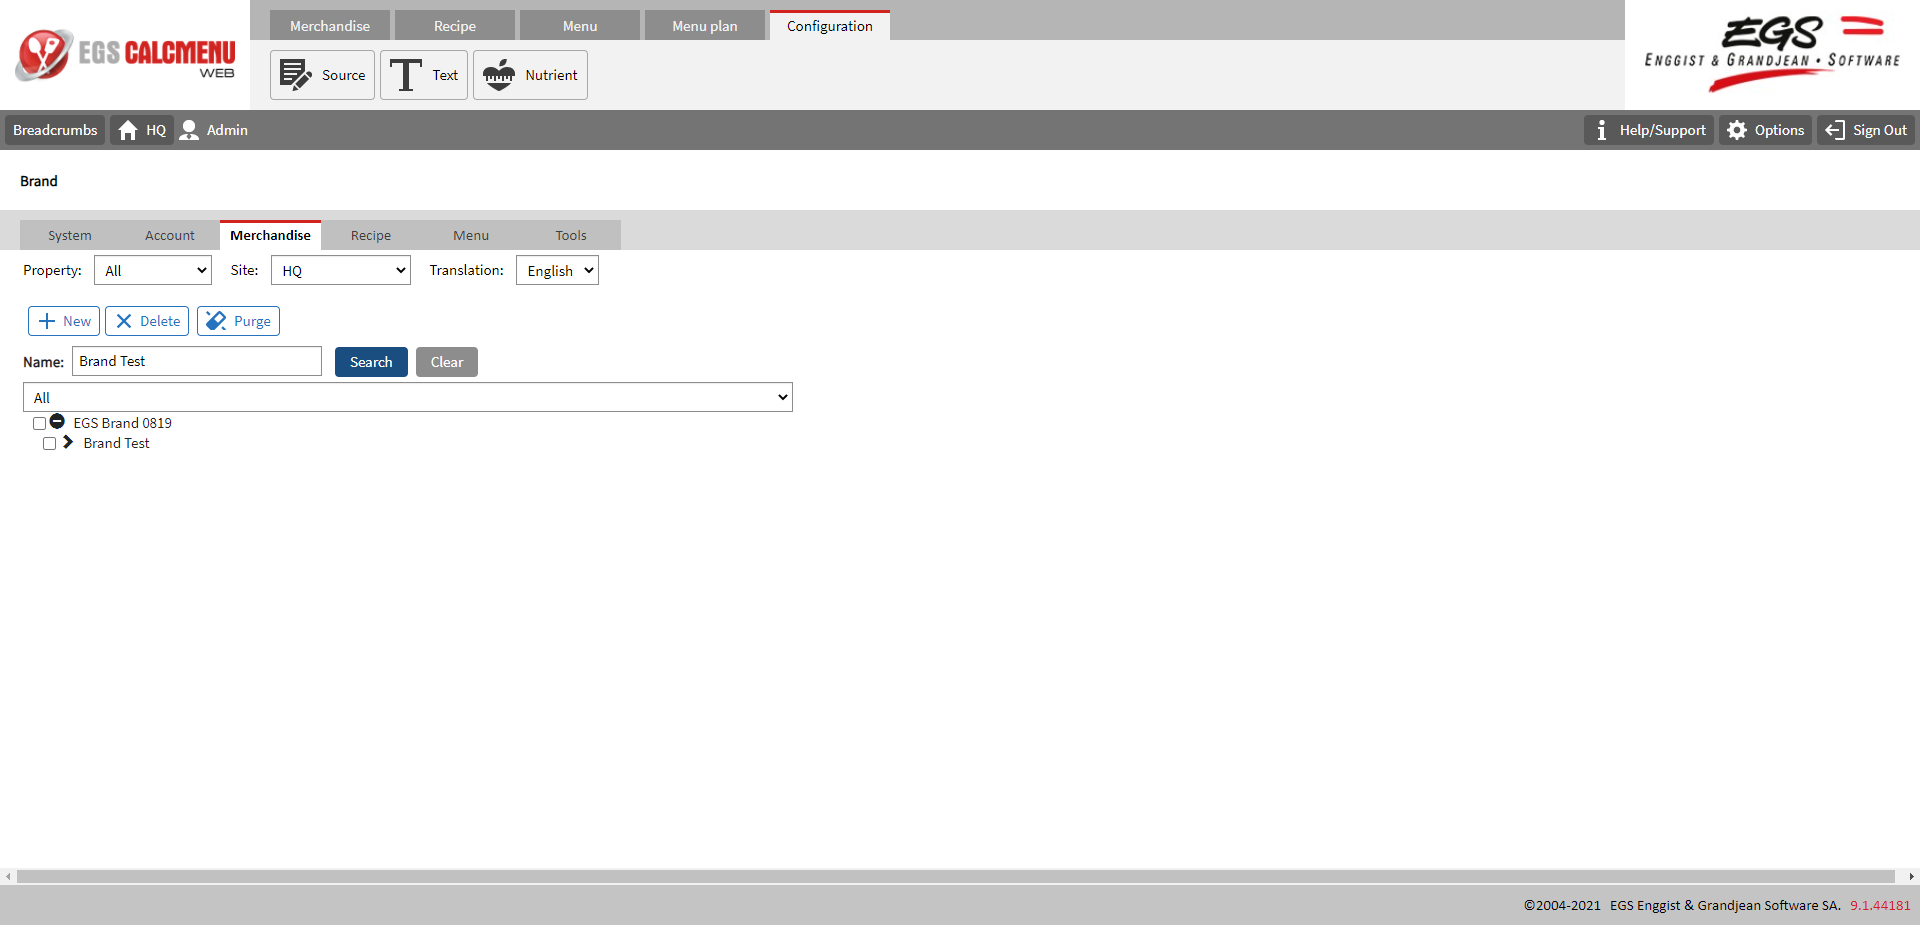 EGS CALCMENU
WEB
Merchandise Recipe Menu Menu plan Configuration
Source Text Nutrient
EGS
ENGGIST & GRANDJEAN • SOFTWARE
Breadcrumbs HQ Admin Help/Support Options Sign Out
Brand
System Account Merchandise Recipe Menu Tools
Property: All Site: HQ Translation: English
New Delete Purge
Name: Brand Test Search Clear
All
EGS Brand 0819
Brand Test
©2004-2021 EGS Enggist & Grandjean Software SA. 9.1.44181